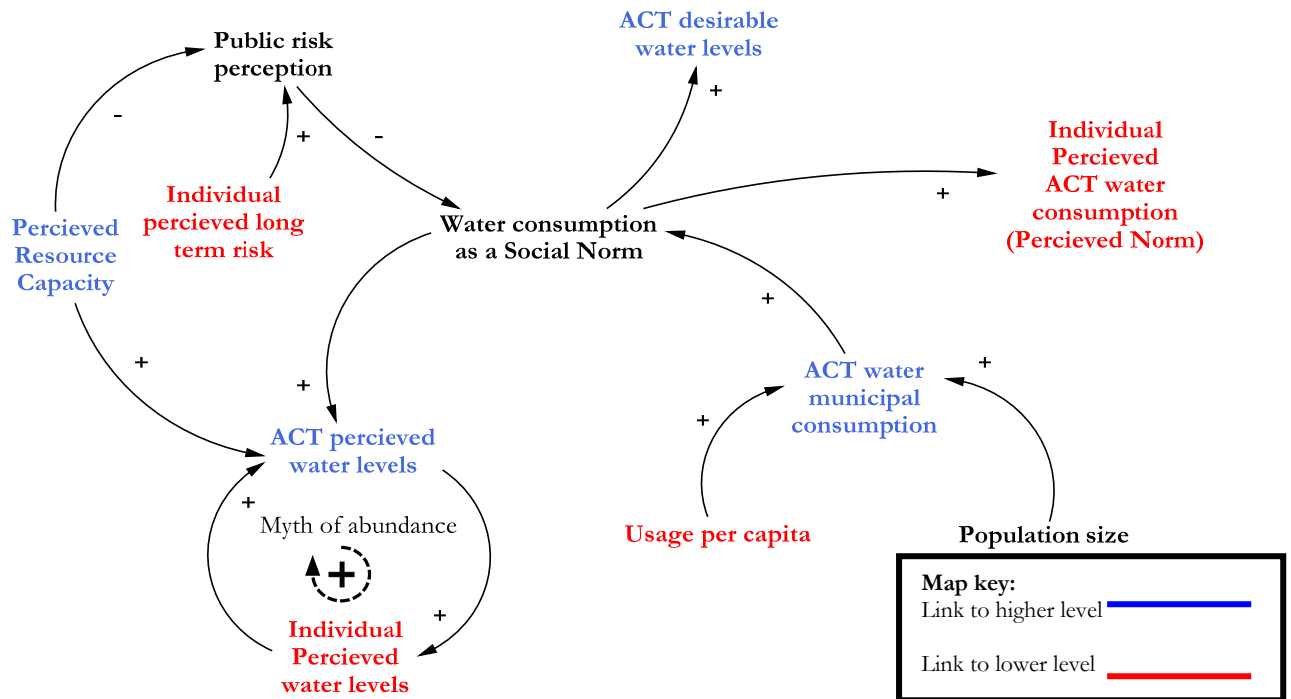 Public risk
perception
-
+
-
Individual
percieved long
term risk
Percieved
Resource
Capacity
+
ACT desirable
water levels
+
Individual
Percieved
ACT water
consumption
(Percieved Norm)
+
Water consumption
as a Social Norm
+
+
ACT water
municipal
consumption
+
+
Usage per capita
Population size
ACT percieved
water levels
+
Myth of abundance
+
+
Individual
Percieved
water levels
Map key:
Link to higher level
Link to lower level